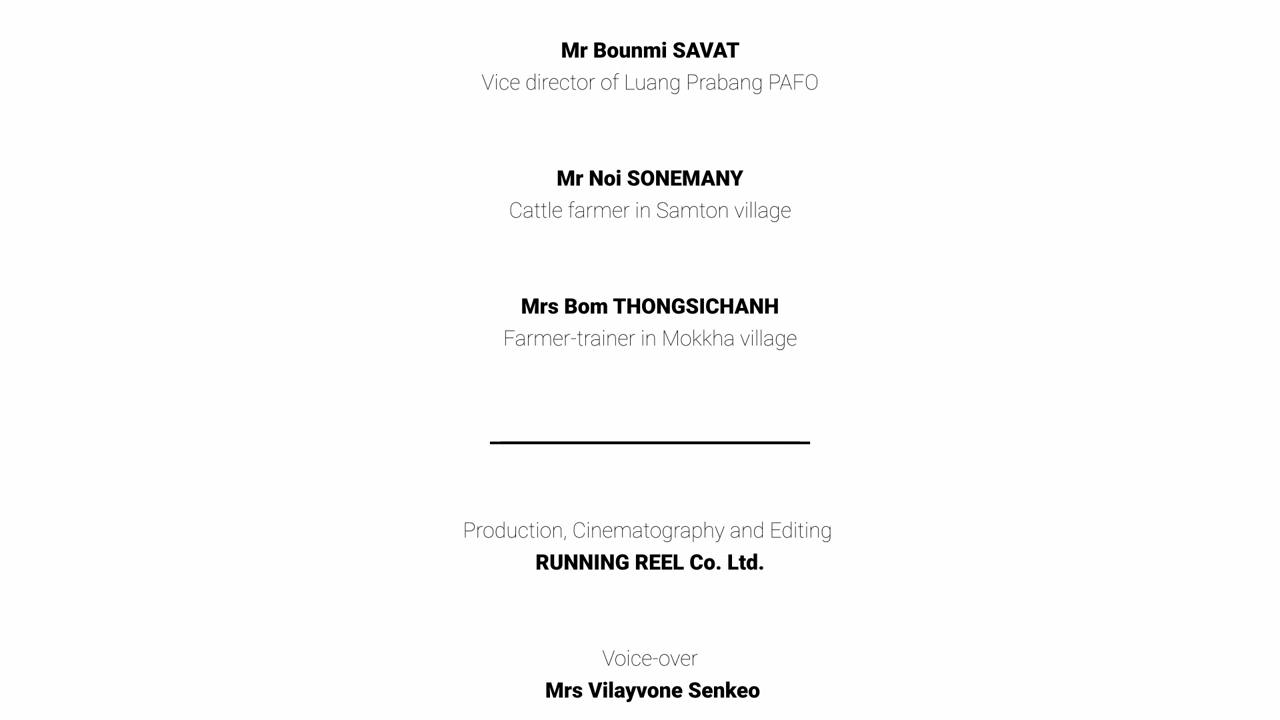 Mr Bounmi SAVAT
Vice director of Luang Prabang PAFO
Mr Noi SONEMANY
Cattle farmer in Samton village
Mrs Bom THONGSICHANH
Farmer-trainer in Mokkha village
Production, Cinematography and Editing
RUNNING REEL Co. Ltd.
Voice-over
Mrs Vilayvone Senkeo